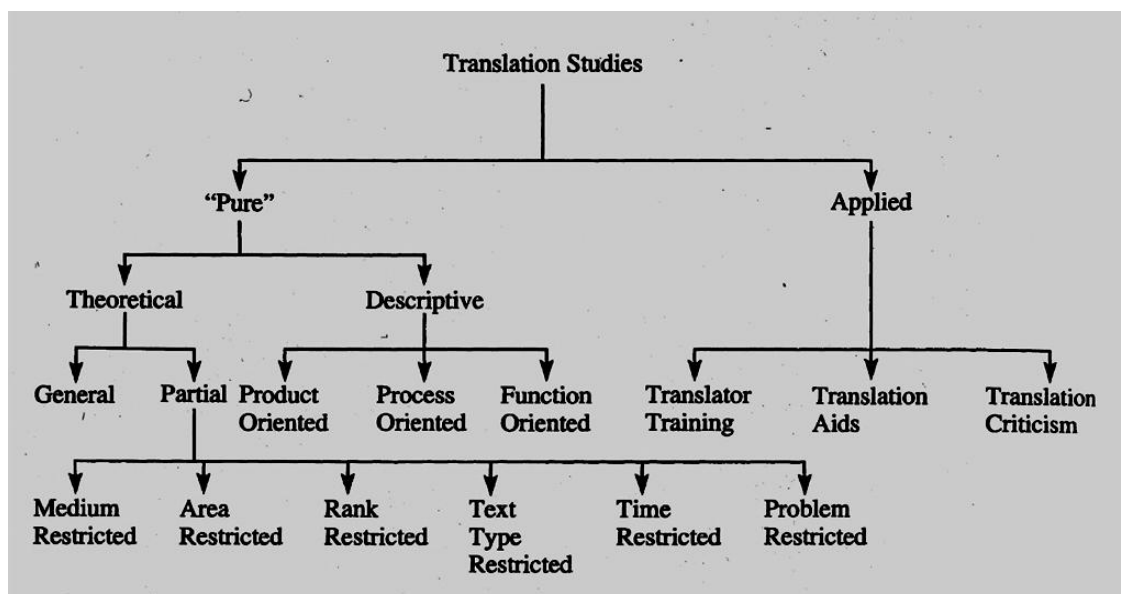 Translation Studies
“Pure”
Applied
Theoretical
Descriptive
General
Partial
Product
Oriented
Process
Oriented
Function
Oriented
Translator
Training
Translation
Aids
Translation
Criticism
Medium
Restricted
Area
Restricted
Rank
Restricted
Text
Type
Restricted
Time
Restricted
Problem
Restricted